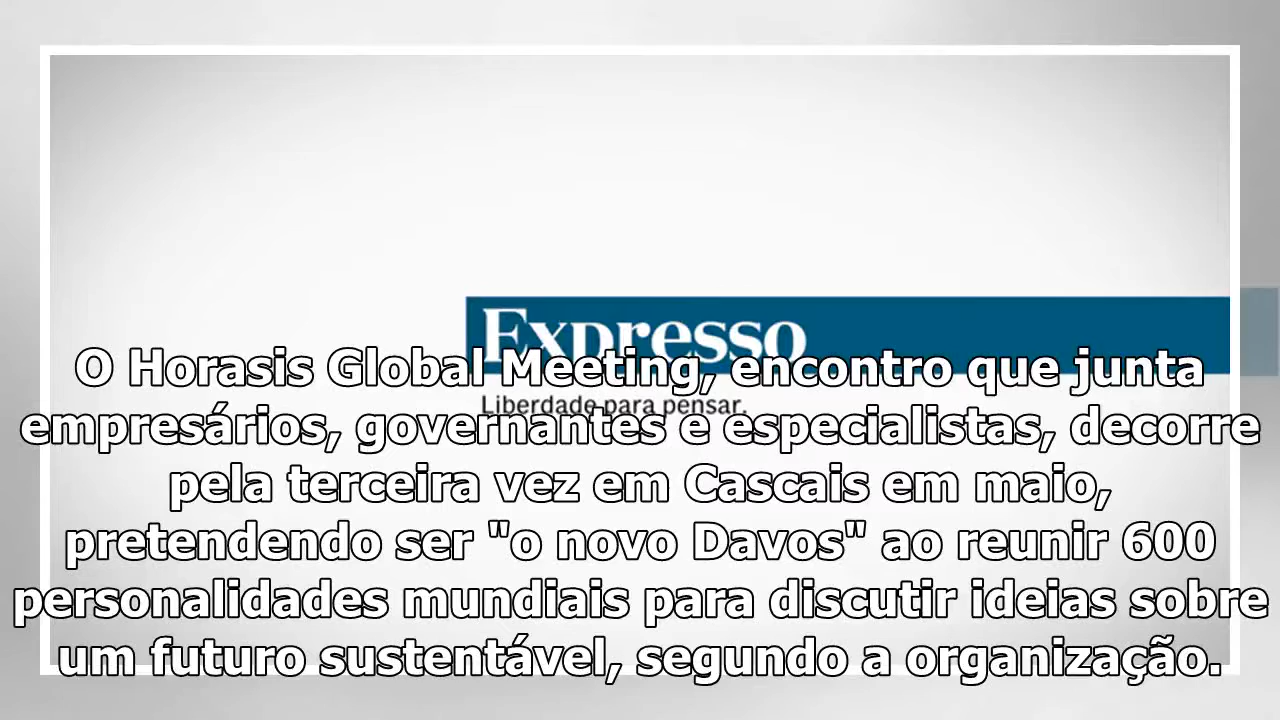 Expresso
O Horasis Global Meeting, encontro que junta
Liberdade para pensar.
empresários, governantes e especialistas, decorre
pela terceira vez em Cascais em maio,
pretendendo ser "o novo Davos" ao reunir 600
personalidades mundiais para discutir ideias sobre
um futuro sustentável, segundo a organização.